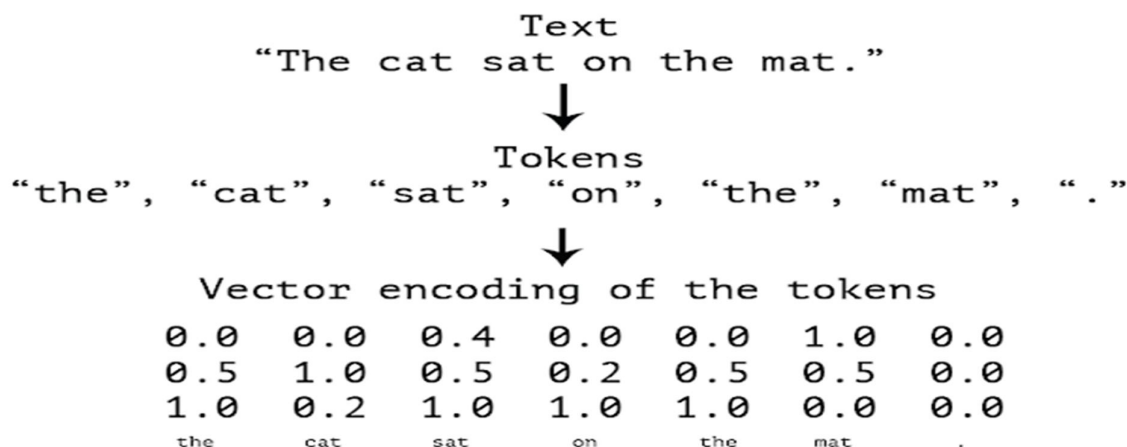 Text
“The cat sat on the mat.”
Tokens
“the”, “cat”, “sat”, “on”, “the”, “mat”, “.”
Vector encoding of the tokens
0.0 0.0 0.4 0.0 0.0 1.0 0.0
0.5 1.0 0.5 0.2 0.5 0.5 0.0
1.0 0.2 1.0 1.0 1.0 0.0 0.0
the cat sat on the mat .